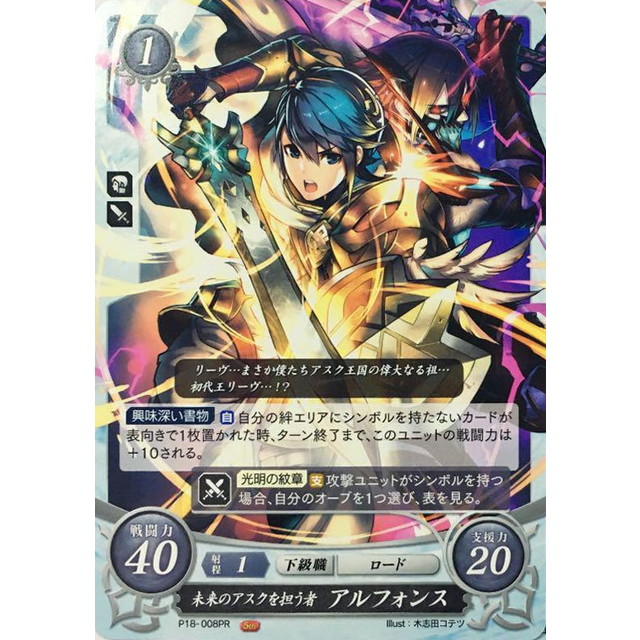 1
リーヴ…まさか僕たちアスク王国の偉大なる祖…
初代王リーヴ…!?
興味深い書物 自 自分の絆エリアにシンボルを持たないカードが
表向きで1枚置かれた時、ターン終了まで、このユニットの戦闘力は
+10される。
光明の紋章 支 攻撃ユニットがシンボルを持つ
場合、自分のオーブを1つ選び、表を見る。
戦闘力
40
射程 1
下級職 ロード
支援力
20
未来のアスクを担う者 アルフォンス
P18-008PR
Illust:木志田コテツ